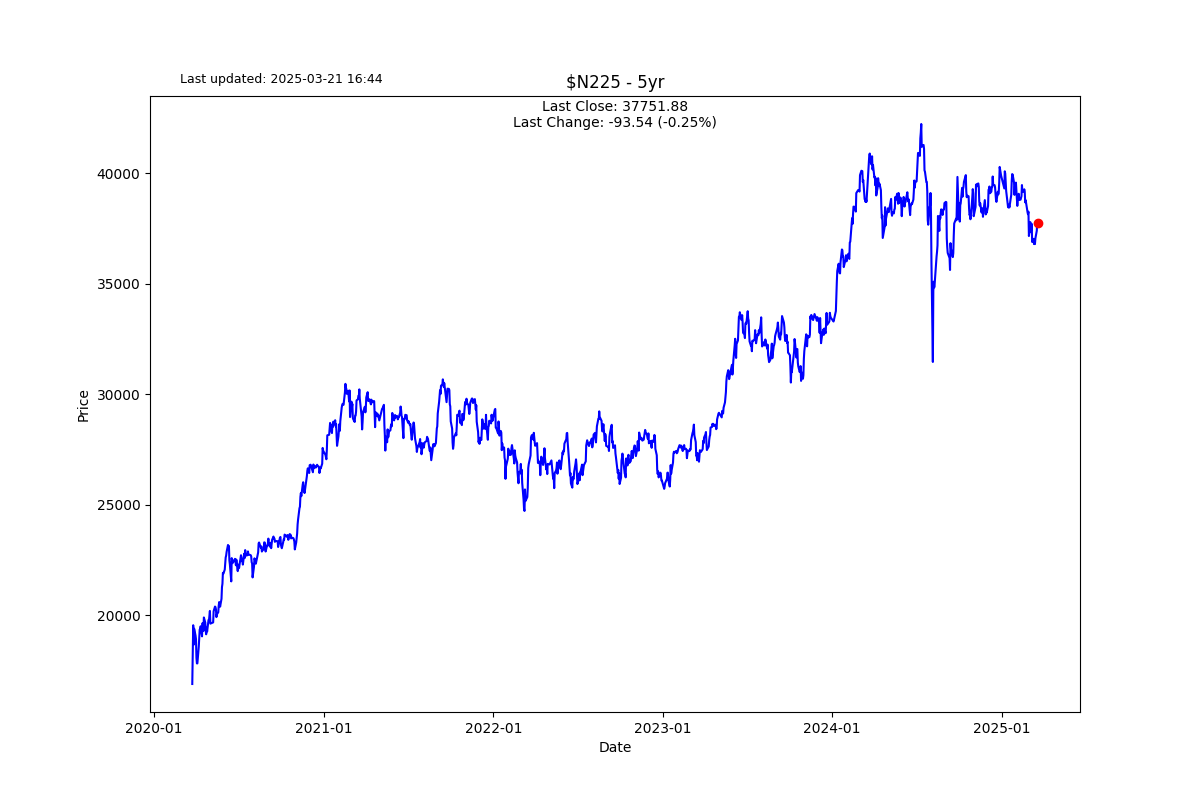 Last updated: 2025-03-21 16:44
$N225 - 5yr
Last Close: 37751.88
Last Change: -93.54 (-0.25%)
40000
35000
30000
25000
20000
Price
2020-01
2021-01
2022-01
2023-01
2024-01
2025-01
Date